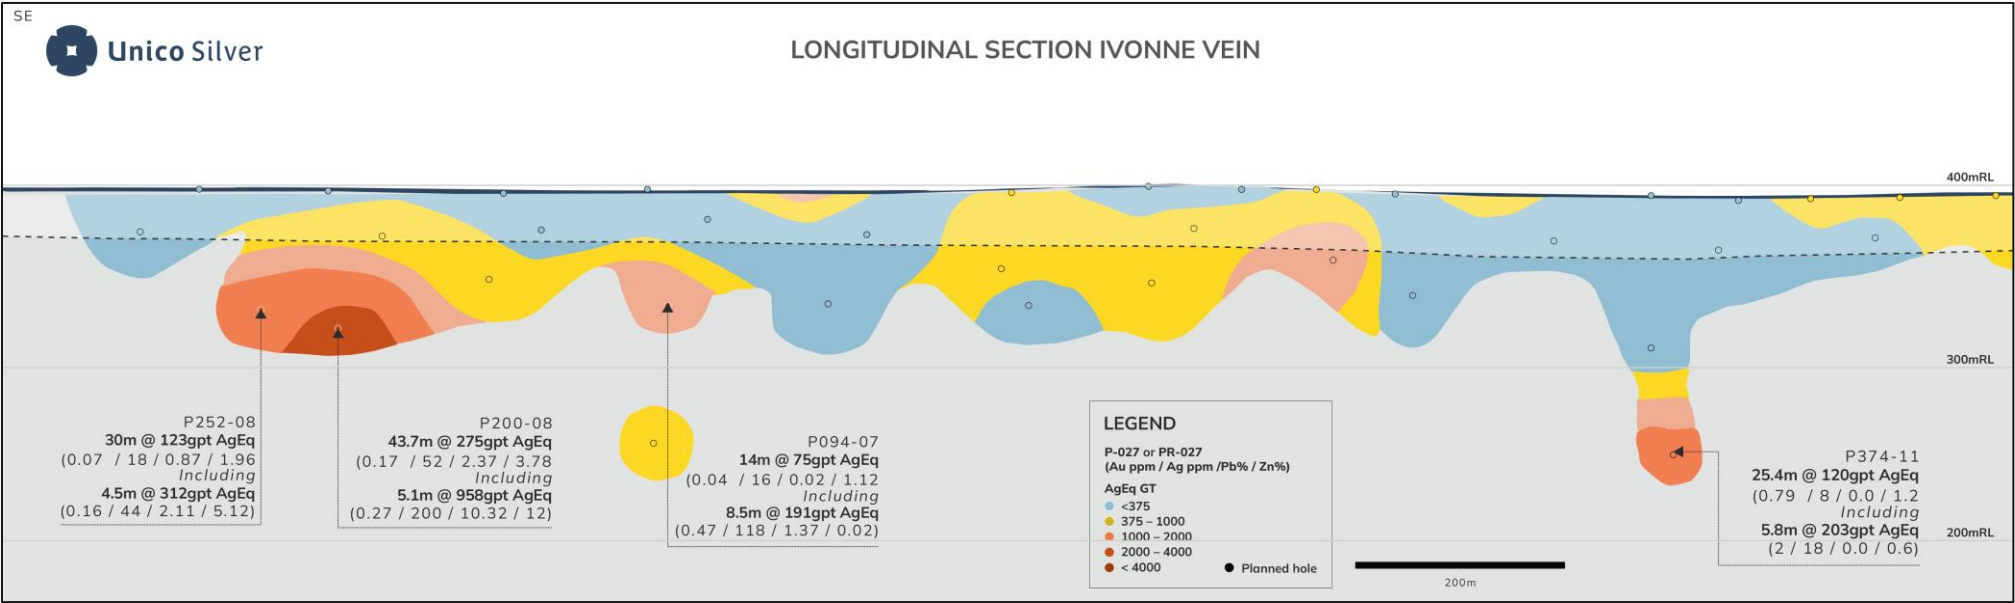 SE
Unico Silver
LONGITUDINAL SECTION IVONNE VEIN
400mRL
300mRL
200mRL
P252-08
30m @ 123gpt AgEq
(0.07 / 18 / 0.87 / 1.96
Including
4.5m @ 312gpt AgEq
(0.16 / 44 / 2.11 / 5.12)
P200-08
43.7m @ 275gpt AgEq
(0.17 / 52 / 2.37 / 3.78
Including
5.1m @ 958gpt AgEq
(0.27 / 200 / 10.32 / 12)
P094-07
14m @ 75gpt AgEq
(0.04 / 16 / 0.02 / 1.12
Including
8.5m @ 191gpt AgEq
(0.47 / 118 / 1.37 / 0.02)
LEGEND
P-027 or PR-027
(Au ppm / Ag ppm /Pb% / Zn%)
AgEq GT
<375
375 – 1000
1000 – 2000
2000 – 4000
< 4000
Planned hole
200m
P374-11
25.4m @ 120gpt AgEq
(0.79 / 8 / 0.0 / 1.2
Including
5.8m @ 203gpt AgEq
(2 / 18 / 0.0 / 0.6)